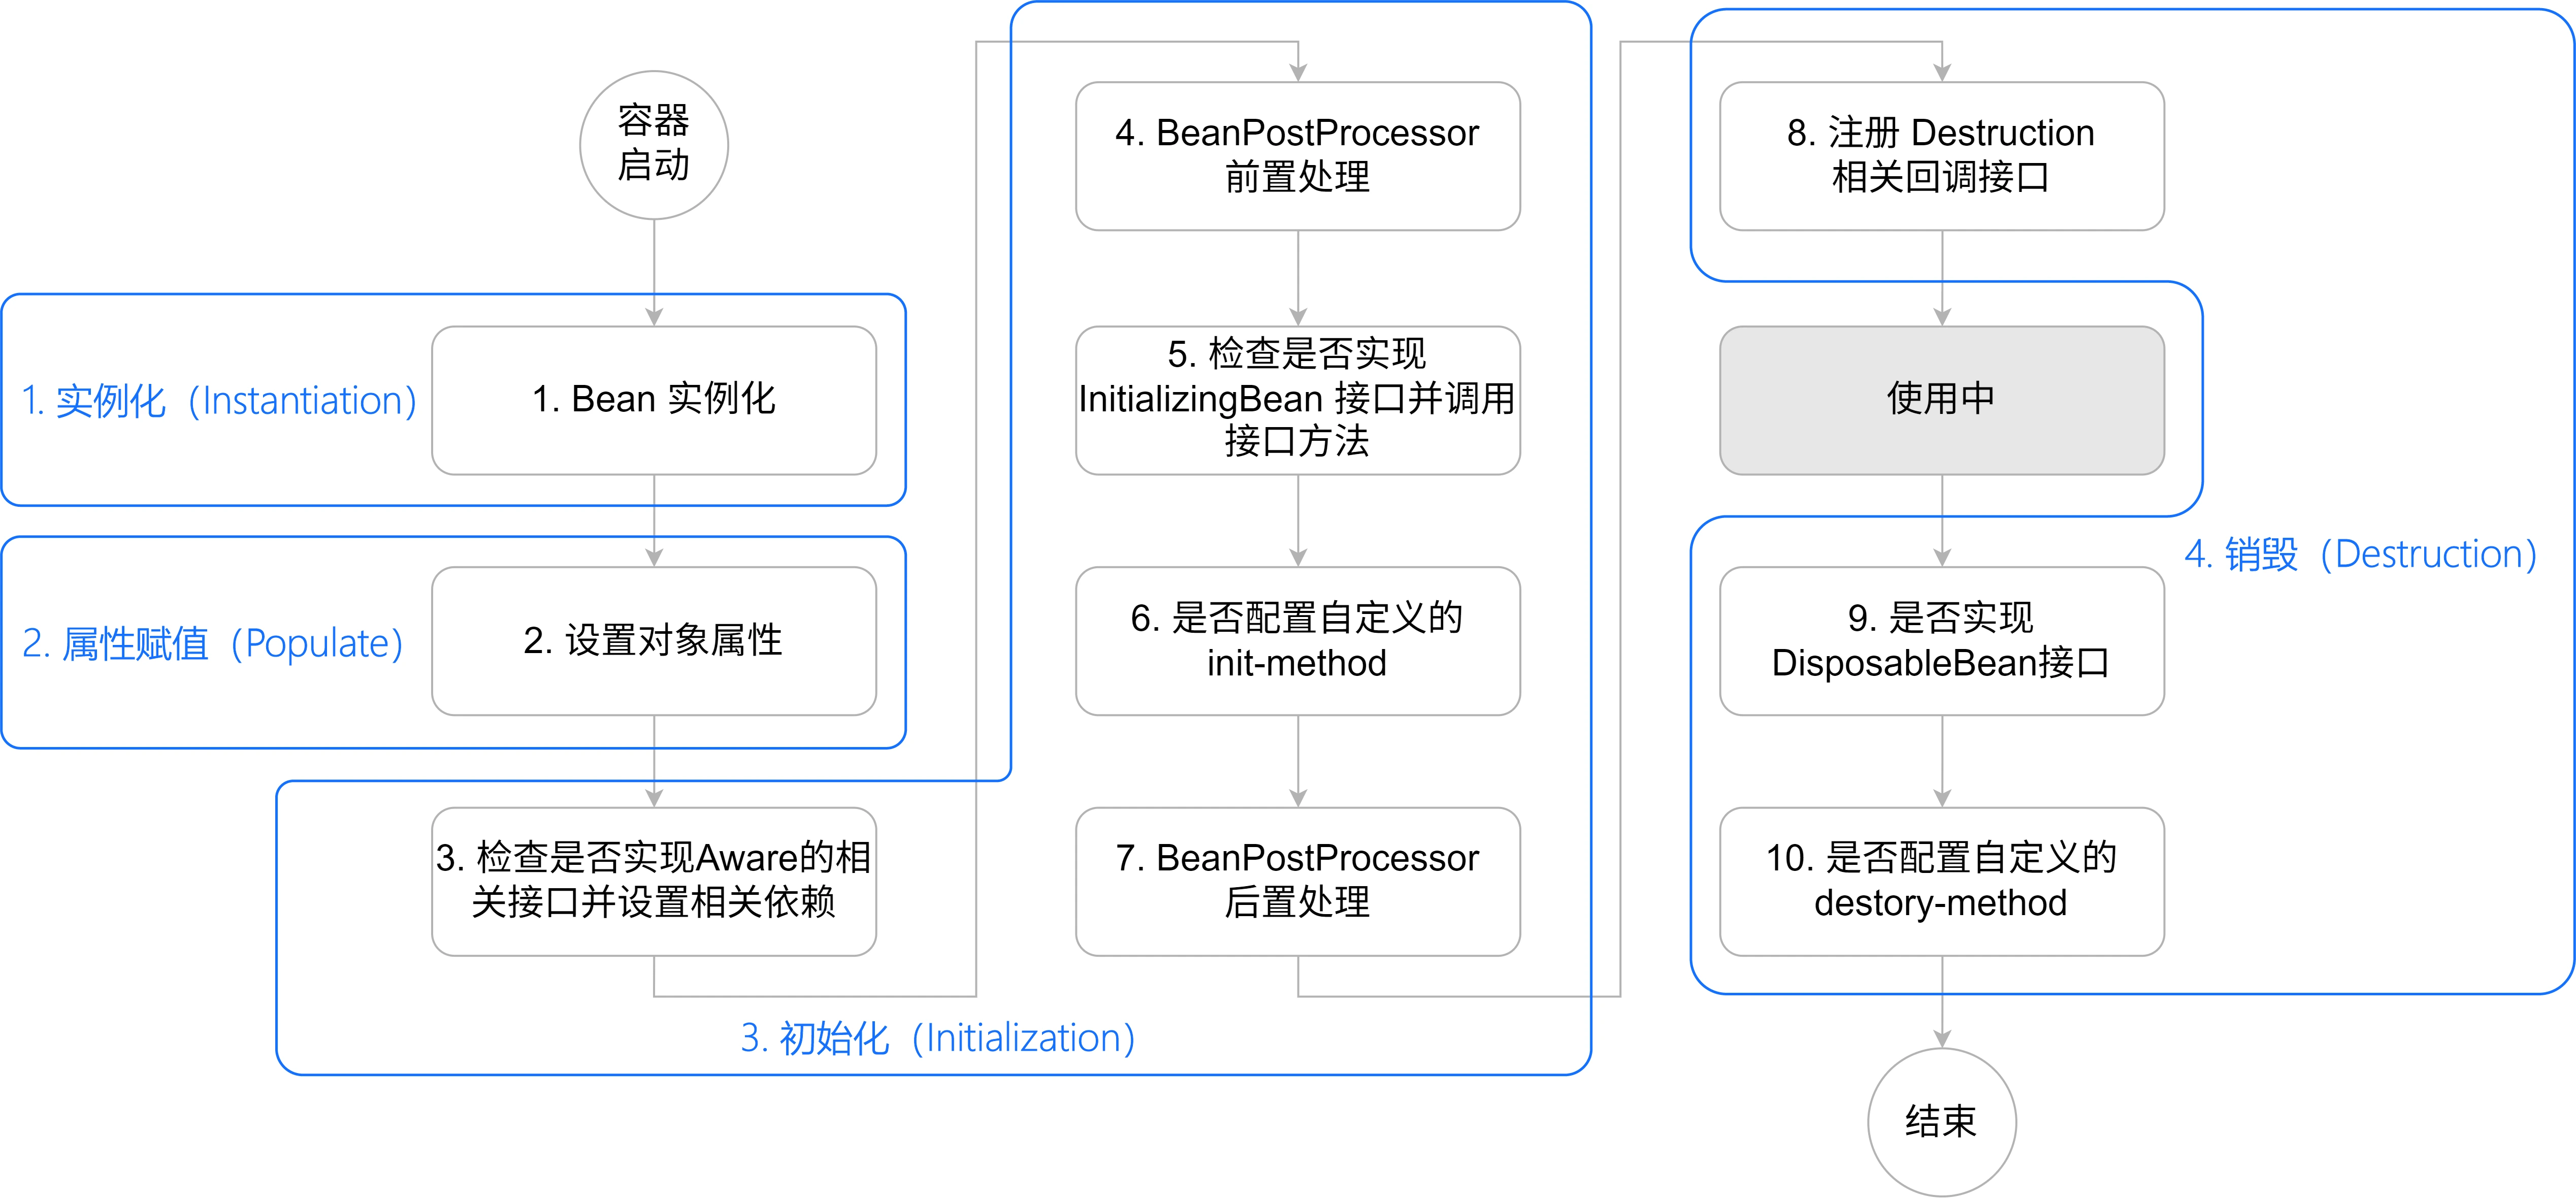 容器
启动
1. 实例化（Instantiation）
1. Bean 实例化
2. 属性赋值（Populate）
2. 设置对象属性
3. 检查是否实现Aware的相
关接口并设置相关依赖
3. 初始化（Initialization）
4. BeanPostProcessor
前置处理
5. 检查是否实现
InitializingBean 接口并调用
接口方法
6. 是否配置自定义的
init-method
7. BeanPostProcessor
后置处理
8. 注册 Destruction
相关回调接口
使用中
4. 销毁（Destruction）
9. 是否实现
DisposableBean接口
10. 是否配置自定义的
destory-method
结束